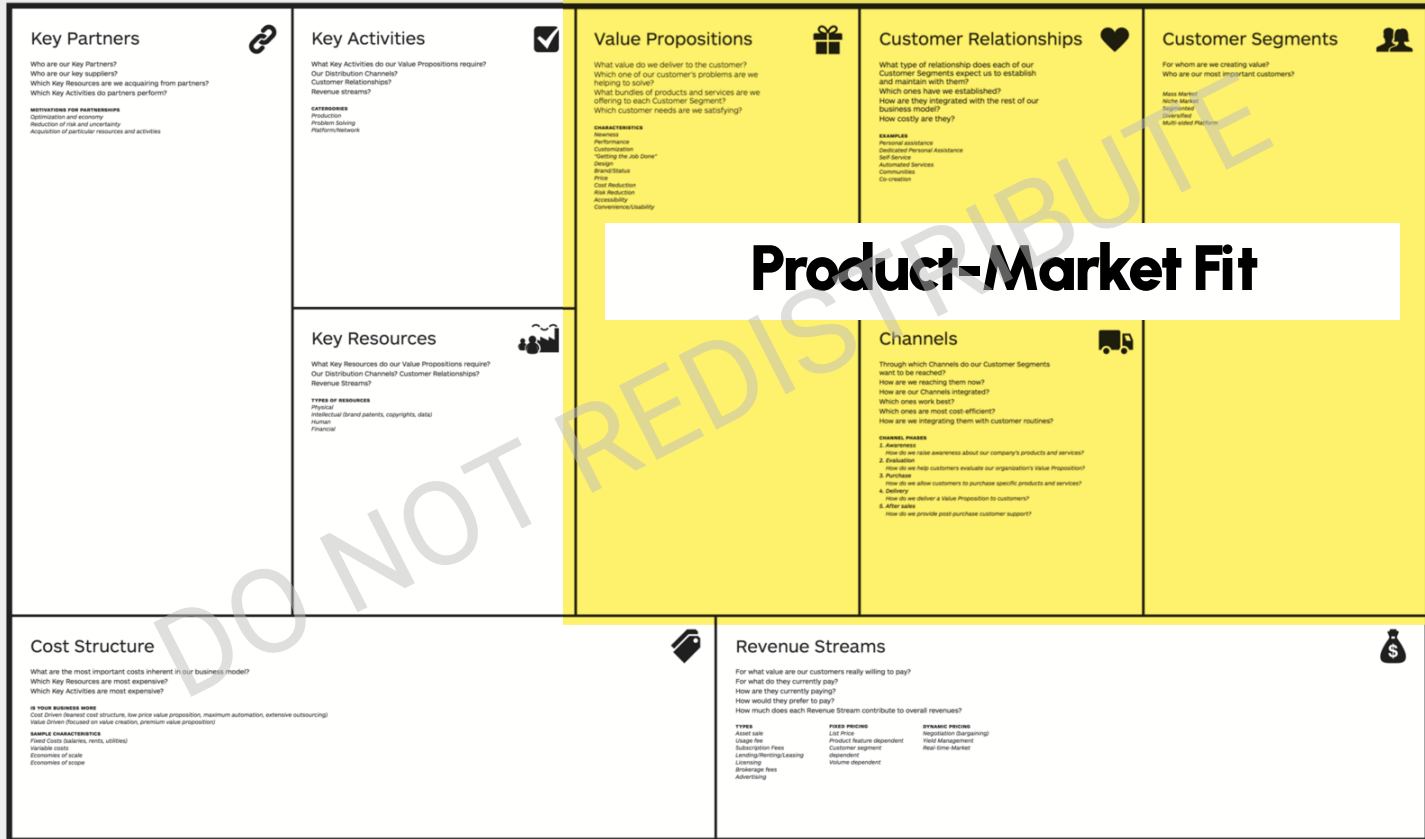 Key Partners
Who are our Key Partners?
Who are our key suppliers?
Which Key Resources are we acquairing from partners?
Which Key Activities do partners perform?
MOTIVATIONS FOR PARTNERSHIPS
Optimization and economy
Reduction of risk and uncertainty
Acquisition of particular resources and activities
Key Activities
What Key Activities do our Value Propositions require?
Our Distribution Channels?
Customer Relationships?
Revenue streams?
CATERGORIES
Production
Problem Solving
Platform/Network
Key Resources
What Key Resources do our Value Propositions require?
Our Distribution Channels? Customer Relationships?
Revenue Streams?
TYPES OF RESOURCES
Physical
Intellectual (brand patents, copyrights, data)
Human
Financial
Value Propositions
What value do we deliver to the customer?
Which one of our customer's problems are we
helping to solve?
What bundles of products and services are we
offering to each Customer Segment?
Which customer needs are we satisfying?
CHARACTERISTICS
Newness
Performance
Customization
"Getting the Job Done"
Design
Brand/Status
Price
Cost Reduction
Risk Reduction
Accessibility
Convenience/Usability
Customer Relationships
What type of relationship does each of our
Customer Segments expect us to establish
and maintain with them?
Which ones have we established?
How are they integrated with the rest of our
business model?
How costly are they?
EXAMPLES
Personal assistance
Dedicated Personal Assistance
Self-Service
Automated Services
Communities
Co-creation
Customer Segments
For whom are we creating value?
Who are our most important customers?
Mass Market
Niche Market
Segmented
Diversified
Multi-sided Platform
Product-Market Fit
Channels
Through which Channels do our Customer Segments
want to be reached?
How are we reaching them now?
How are our Channels integrated?
Which ones work best?
Which ones are most cost-efficient?
How are we integrating them with customer routines?
CHANNEL PHASES
1. Awareness
How do we raise awareness about our company's products and services?
2. Evaluation
How do we help customers evaluate our organization's Value Proposition?
3. Purchase
How do we allow customers to purchase specific products and services?
4. Delivery
How do we deliver a Value Proposition to customers?
5. After sales
How do we provide post-purchase customer support?
Cost Structure
What are the most important costs inherent in our business model?
Which Key Resources are most expensive?
Which Key Activities are most expensive?
IS YOUR BUSINESS MORE
Cost Driven (leanest cost structure, low price value proposition, maximum automation, extensive outsourcing)
Value Driven (focused on value creation, premium value proposition)
SAMPLE CHARACTERISTICS
Fixed Costs (salaries, rents, utilities)
Variable costs
Economies of scale
Economies of scope
Revenue Streams
For what value are our customers really willing to pay?
For what do they currently pay?
How are they currently paying?
How would they prefer to pay?
How much does each Revenue Stream contribute to overall revenues?
TYPES
Asset sale
Usage fee
Subscription Fees
Lending/Renting/Leasing
Licensing
Brokerage fees
Advertising
FIXED PRICING
List Price
Product feature dependent
Customer segment
dependent
Volume dependent
DYNAMIC PRICING
Negotiation (bargaining)
Yield Management
Real-time-Market
$
DO NOT REDISTRIBUTE